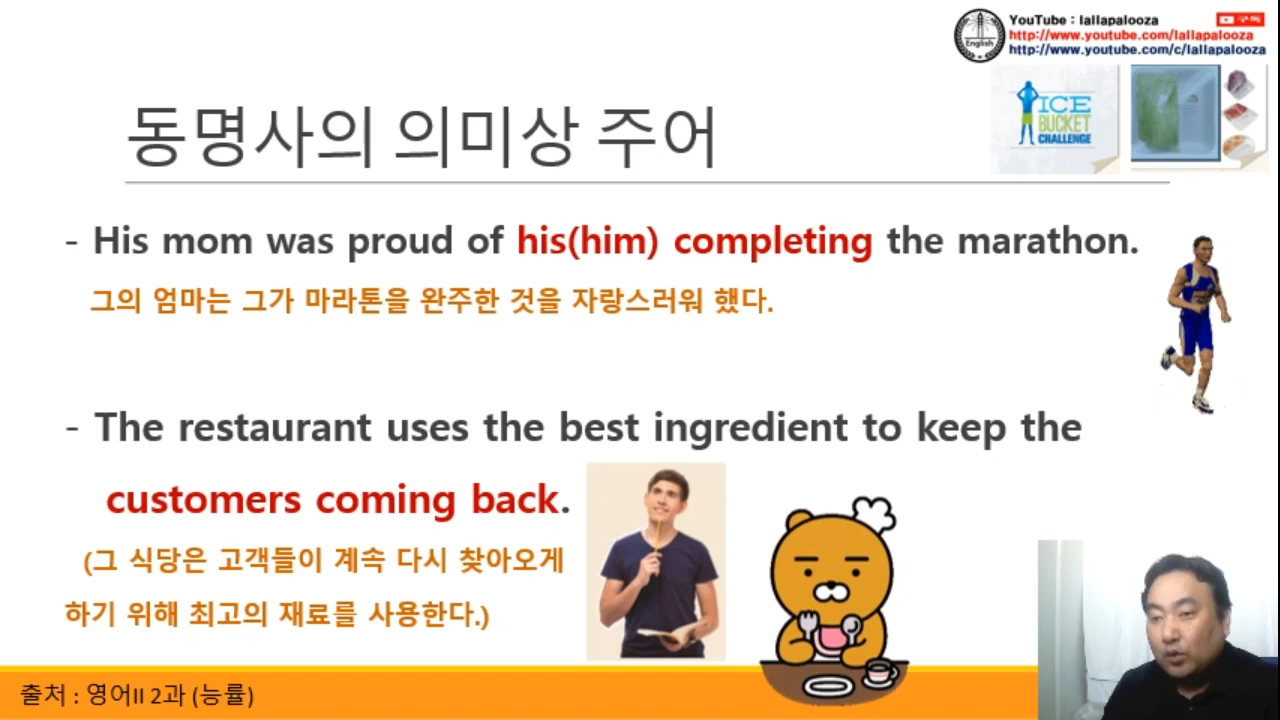 YouTube : lallapalooza
http://www.youtube.com/lallapalooza
http://www.youtube.com/c/lallapalooza
English
ICE
BUCKET
CHALLENGE
동명사의 의미상 주어
- His mom was proud of his(him) completing the marathon.
그의 엄마는 그가 마라톤을 완주한 것을 자랑스러워 했다.
- The restaurant uses the best ingredient to keep the
customers coming back.
(그 식당은 고객들이 계속 다시 찾아오게
하기 위해 최고의 재료를 사용한다.)
출처 : 영어II 2과 (능률)